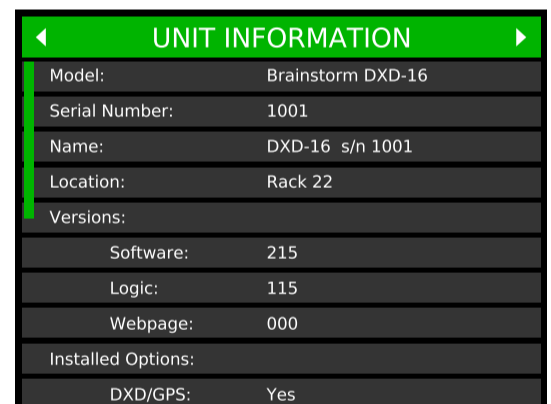 UNIT INFORMATION
Model: Brainstorm DXD-16
Serial Number: 1001
Name: DXD-16  s/n 1001
Location: Rack 22
Versions:
Software: 215
Logic: 115
Webpage: 000
Installed Options:
DXD/GPS: Yes